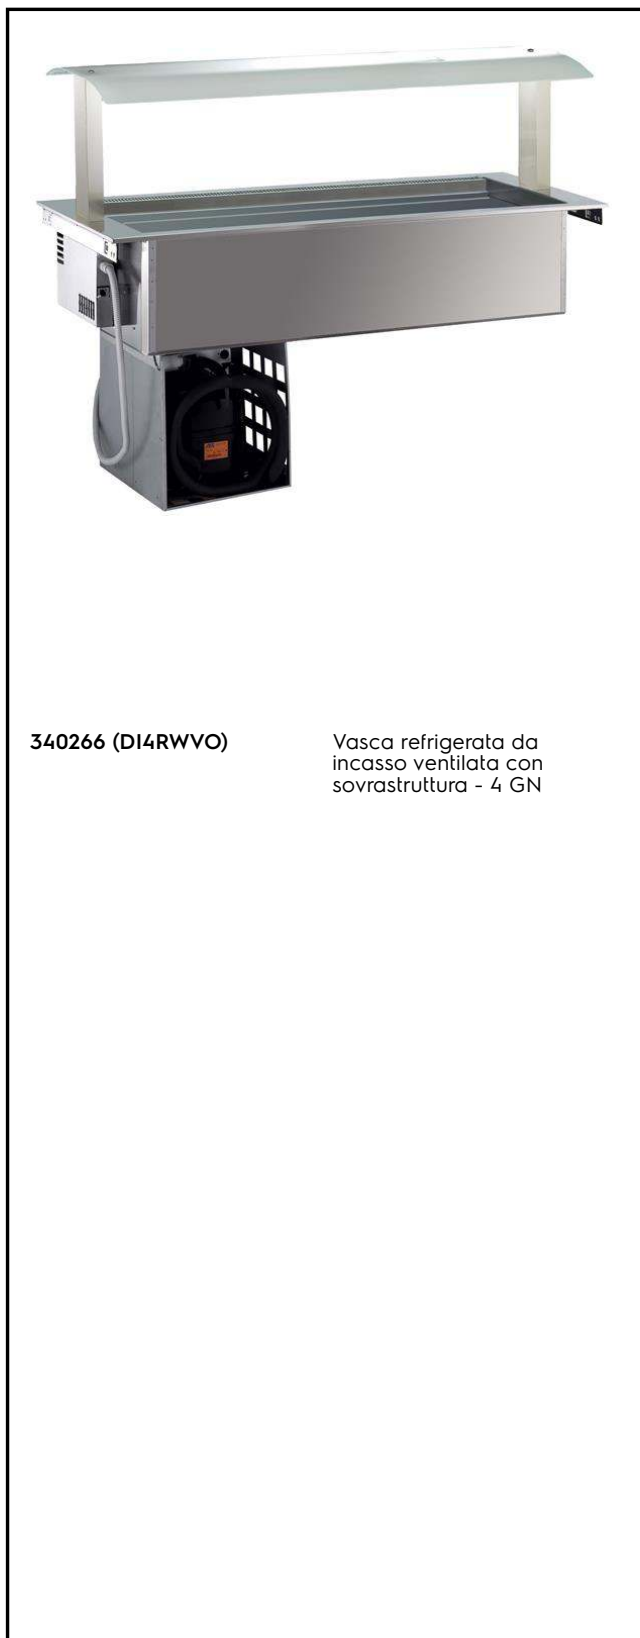 340266 (DI4RWVO)
Vasca refrigerata da
incasso ventilata con
sovrastruttura - 4 GN